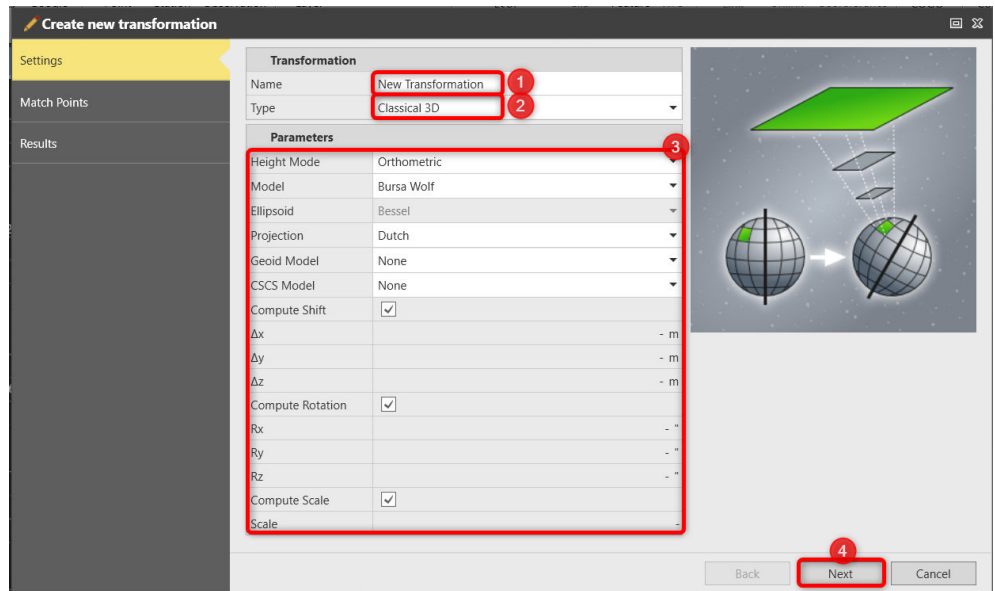 Create new transformation
Settings
Match Points
Results
Transformation
Name New Transformation 1
Type Classical 3D 2
Parameters
3
Height Mode Orthometric
Model Bursa Wolf
Ellipsoid Bessel
Projection Dutch
Geoid Model None
CSCS Model None
Compute Shift
Δx - m
Δy - m
Δz - m
Compute Rotation
Rx - "
Ry - "
Rz - "
Compute Scale
Scale -
4
Back Next Cancel